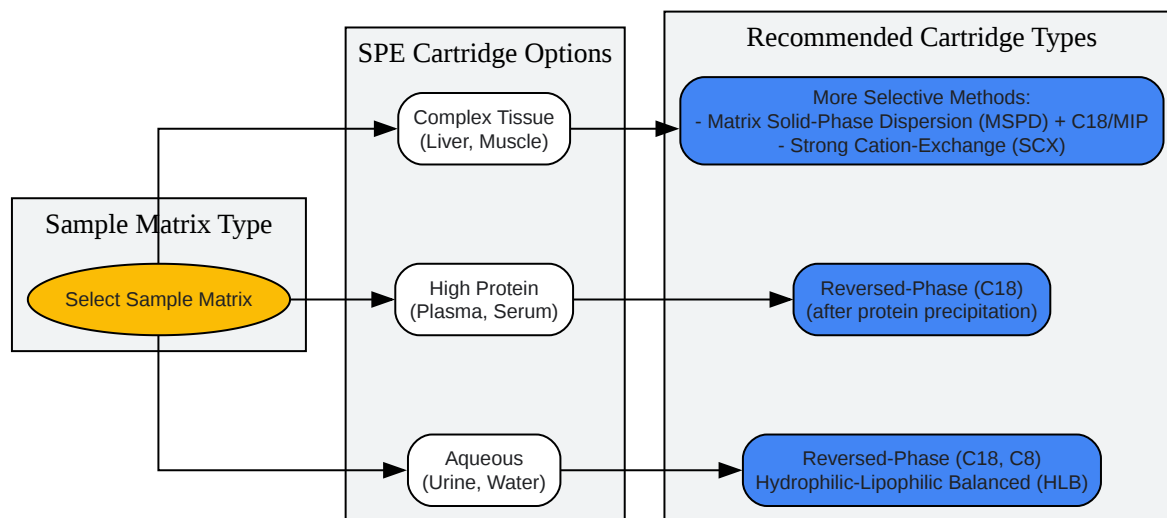 SPE Cartridge Options
Recommended Cartridge Types
Sample Matrix Type
Select Sample Matrix
Complex Tissue
(Liver, Muscle)
More Selective Methods:
- Matrix Solid-Phase Dispersion (MSPD) + C18/MIP
- Strong Cation-Exchange (SCX)
High Protein
(Plasma, Serum)
Reversed-Phase (C18)
(after protein precipitation)
Aqueous
(Urine, Water)
Reversed-Phase (C18, C8)
Hydrophilic-Lipophilic Balanced (HLB)